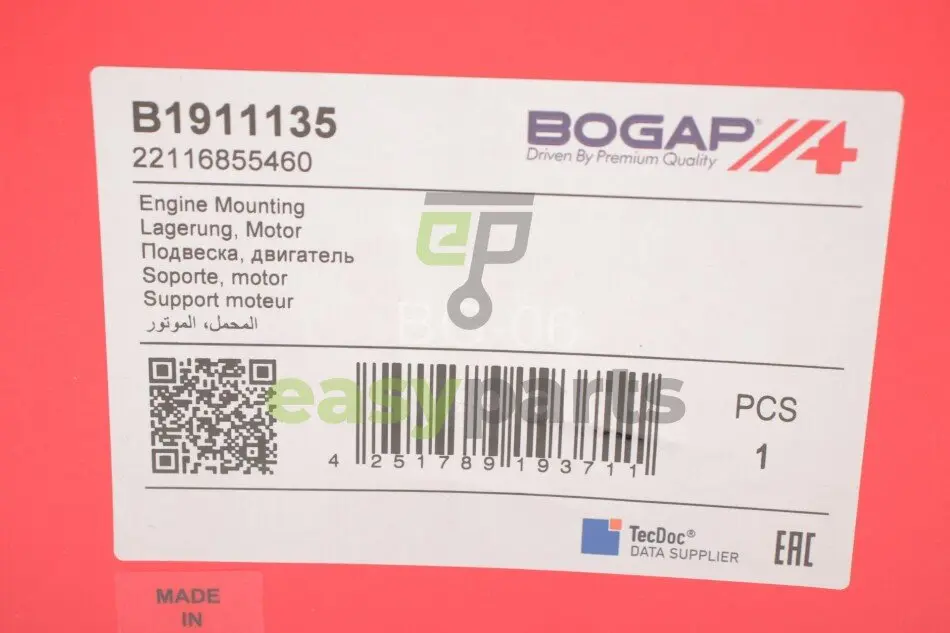 B1911135
22116855460
BOGAP
Driven By Premium Quality
Engine Mounting
Lagerung, Motor
Подвеска, двигатель
Soporte, motor
Support moteur
المحمل، الموتور
ep
easyparts
4 251789 193711
PCS
1
TecDoc®
DATA SUPPLIER
EAC
MADE
IN